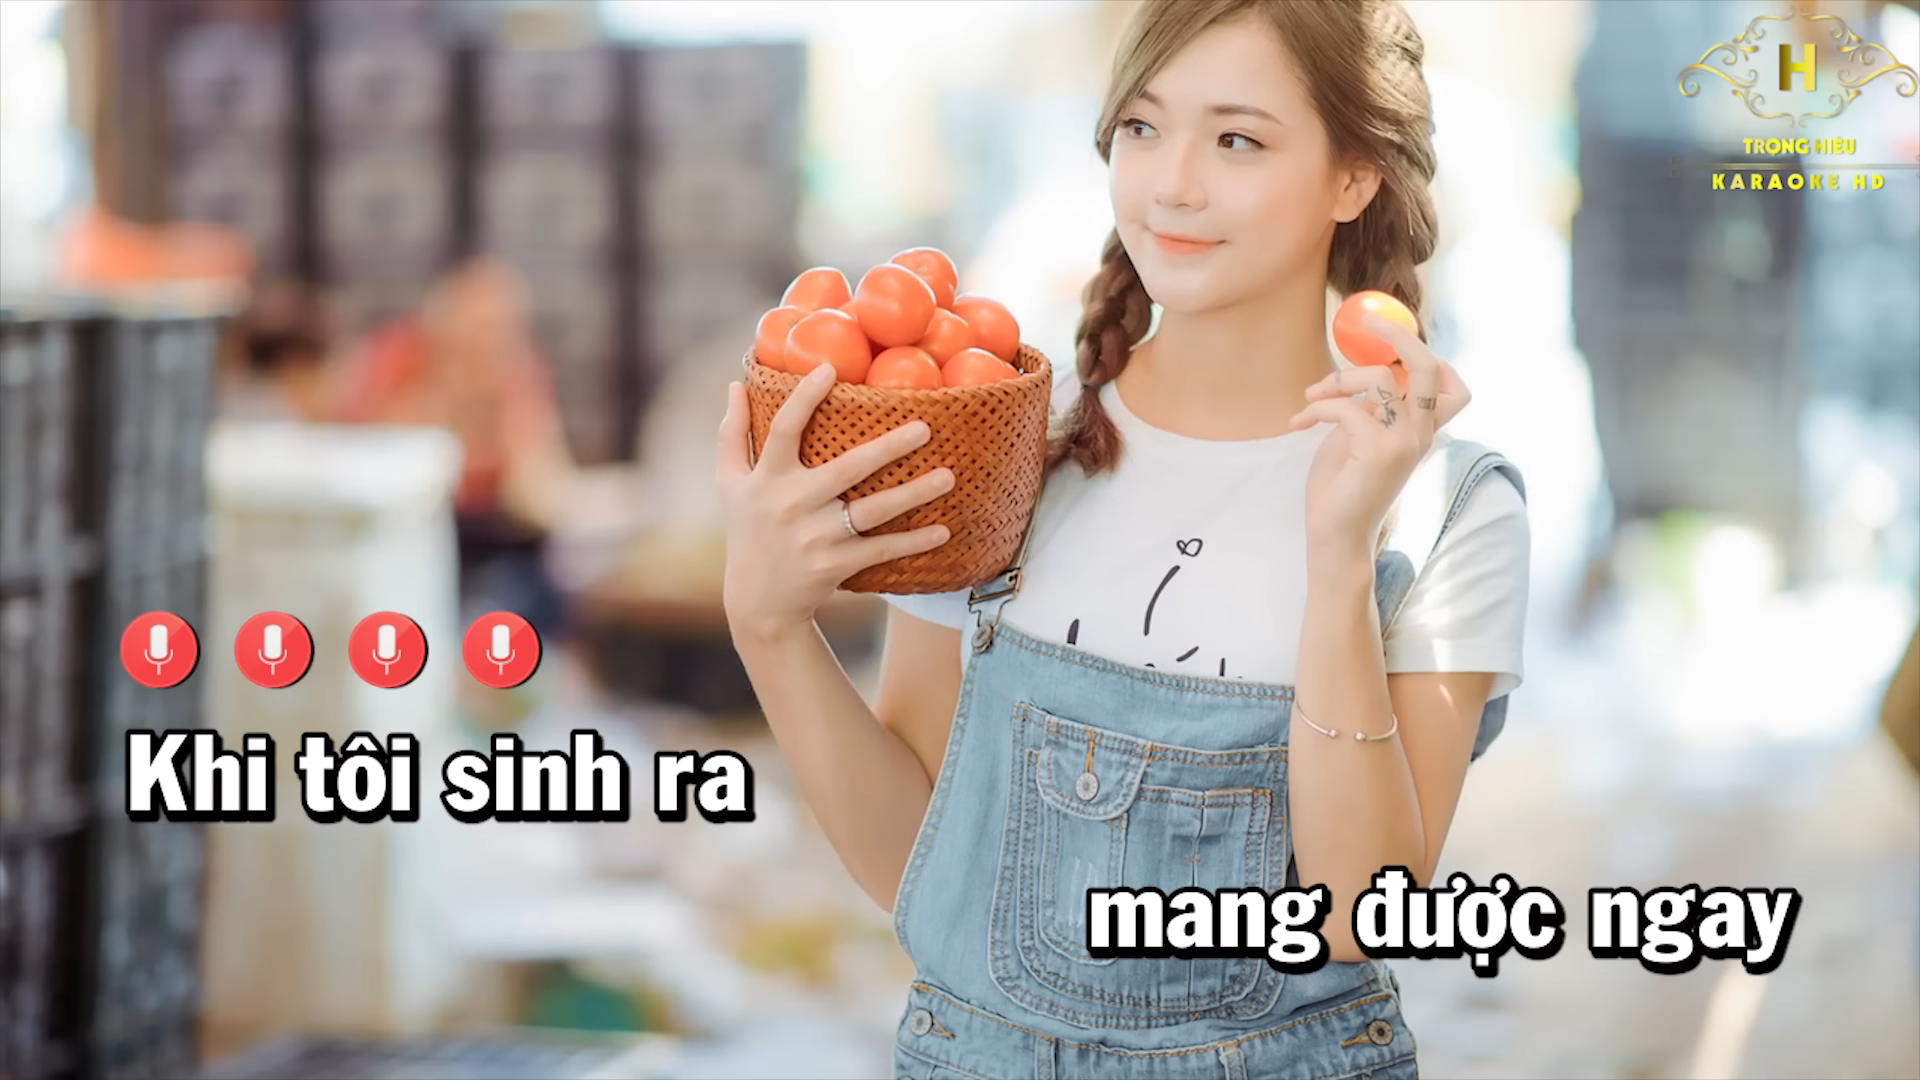 H
TRỌNG HIẾU
KARAOKE HD
Khi tôi sinh ra
mang được ngay